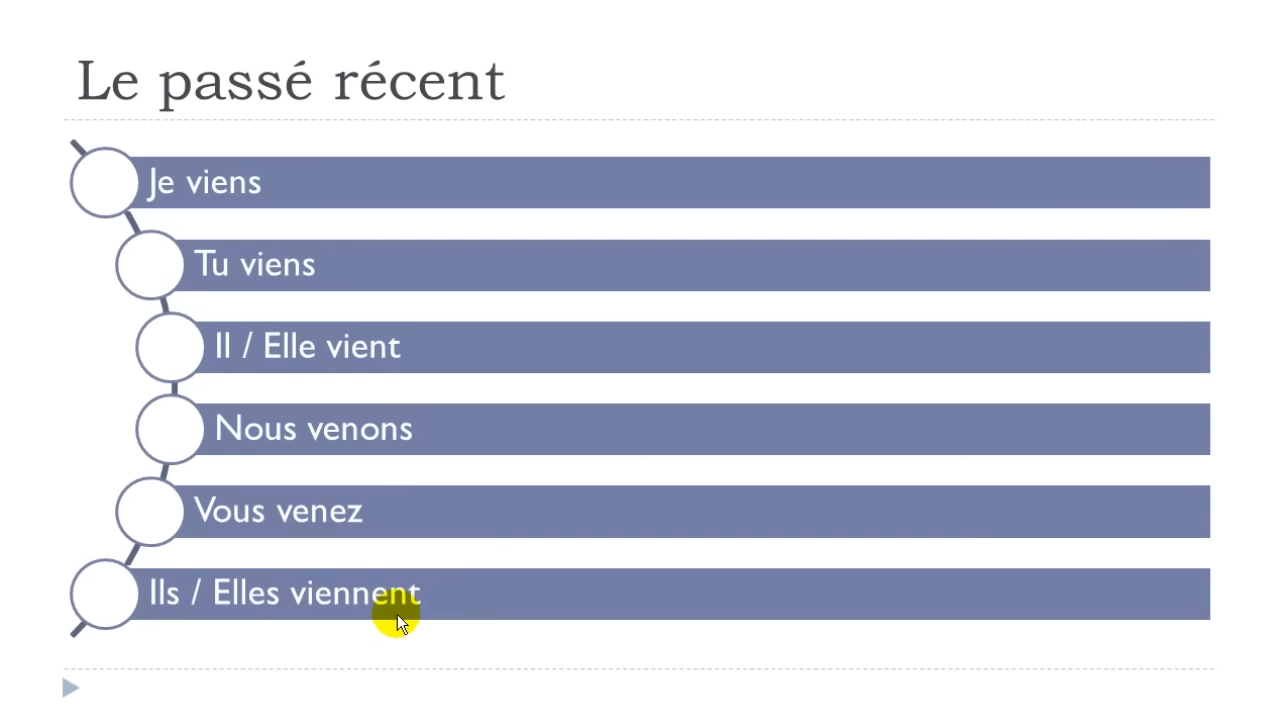 Le passé récent
Je viens
Tu viens
Il / Elle vient
Nous venons
Vous venez
Ils / Elles viennent